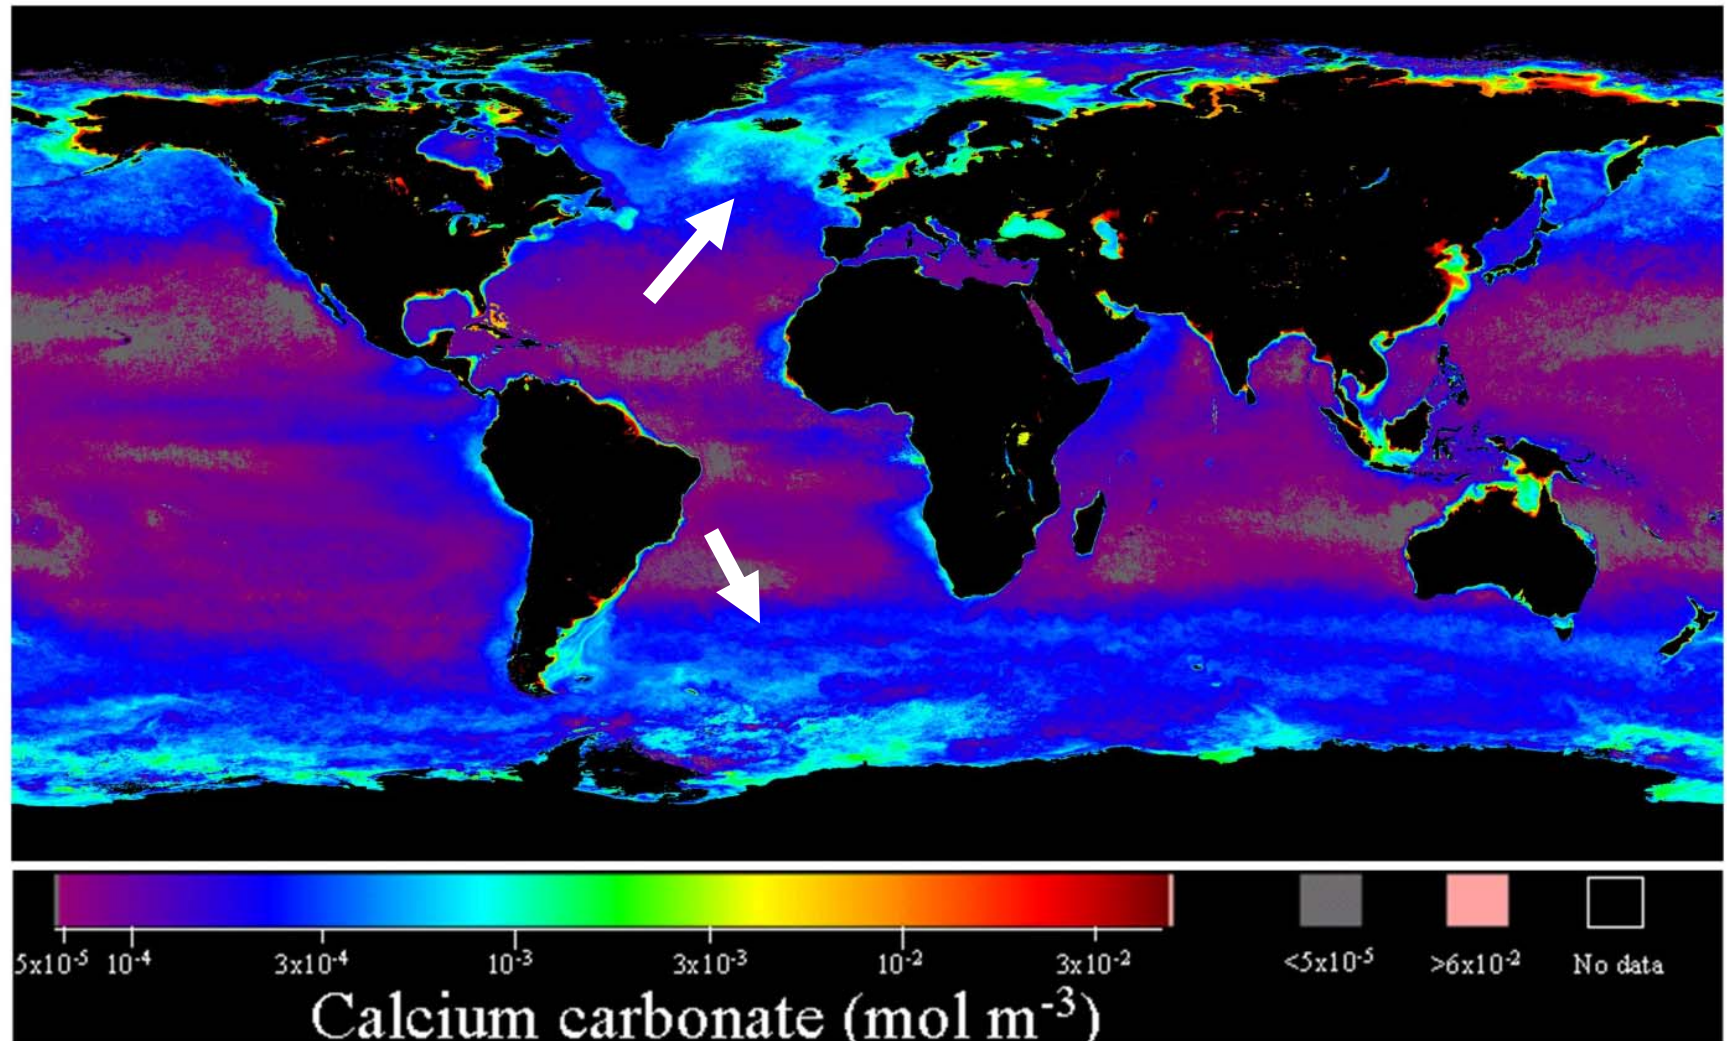 5x10⁻⁵ 10⁻⁴ 3x10⁻⁴ 10⁻³ 3x10⁻³ 10⁻² 3x10⁻² <5x10⁻⁵ >6x10⁻² No data
Calcium carbonate (mol m⁻³)